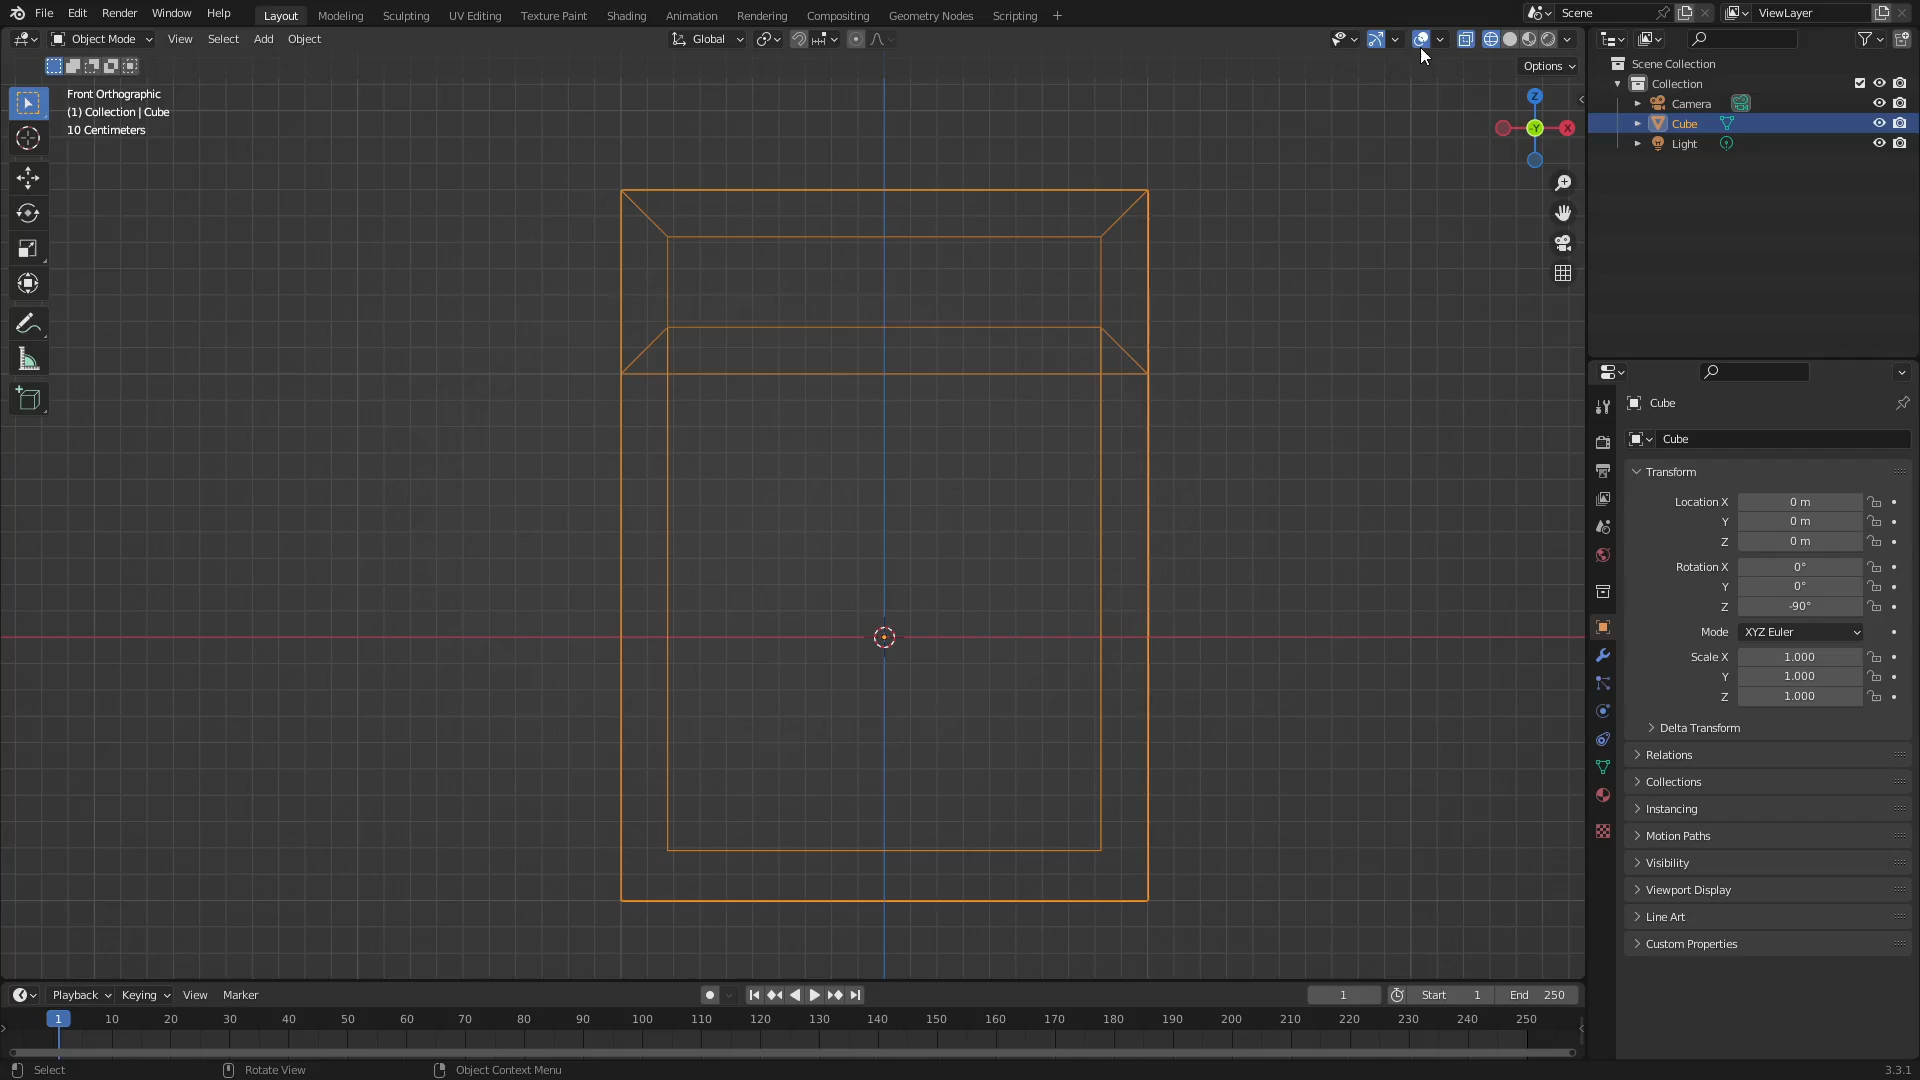 File Edit Render Window Help Layout Modeling Sculpting UV Editing Texture Paint Shading Animation Rendering Compositing Geometry Nodes Scripting + Scene ViewLayer
Object Mode View Select Add Object Global
Options
Front Orthographic
(1) Collection | Cube
10 Centimeters
Z
-Y
X
Scene Collection
Collection
Camera
Cube
Light
Cube
Cube
Transform
Location X 0 m
Y 0 m
Z 0 m
Rotation X 0°
Y 0°
Z -90°
Mode XYZ Euler
Scale X 1.000
Y 1.000
Z 1.000
Delta Transform
Relations
Collections
Instancing
Motion Paths
Visibility
Viewport Display
Line Art
Custom Properties
Playback Keying View Marker 1 Start 1 End 250
1 10 20 30 40 50 60 70 80 90 100 110 120 130 140 150 160 170 180 190 200 210 220 230 240 250
Select Rotate View Object Context Menu 3.3.1